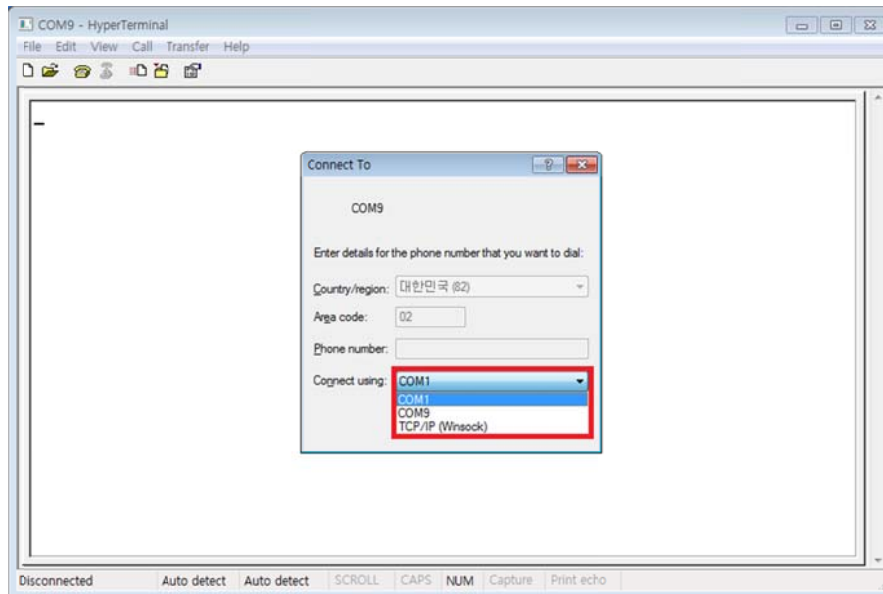 COM9 - HyperTerminal
File Edit View Call Transfer Help
Connect To
COM9
Enter details for the phone number that you want to dial:
Country/region: 대한민국 (82)
Area code: 02
Phone number:
Connect using: COM1
COM1
COM9
TCP/IP (Winsock)
Disconnected Auto detect Auto detect SCROLL CAPS NUM Capture Print echo